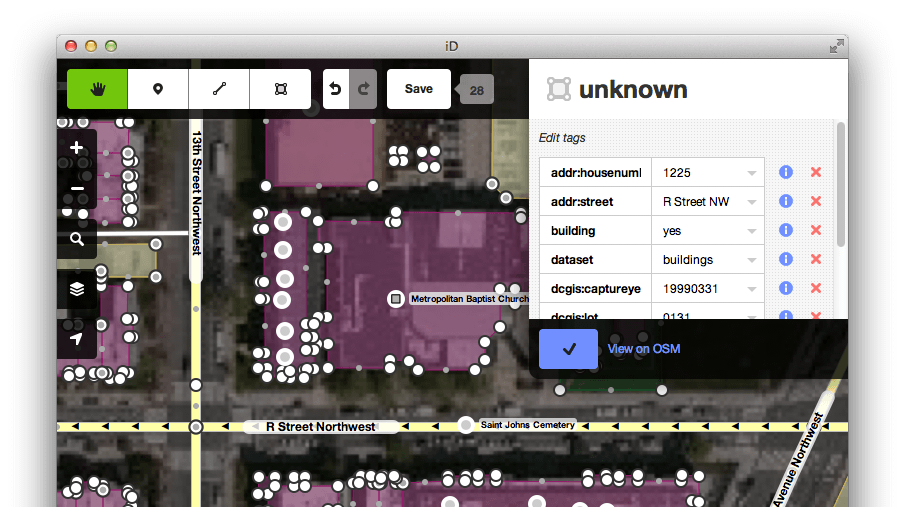 iD
Save
28
unknown
Edit tags
addr:housenuml
1225
addr:street
R Street NW
building
yes
dataset
buildings
dcgis:captureye
19990331
dcgis:lot
0131
View on OSM
13th Street Northwest
Metropolitan Baptist Church
R Street Northwest
Saint Johns Cemetery
Avenue Northwest